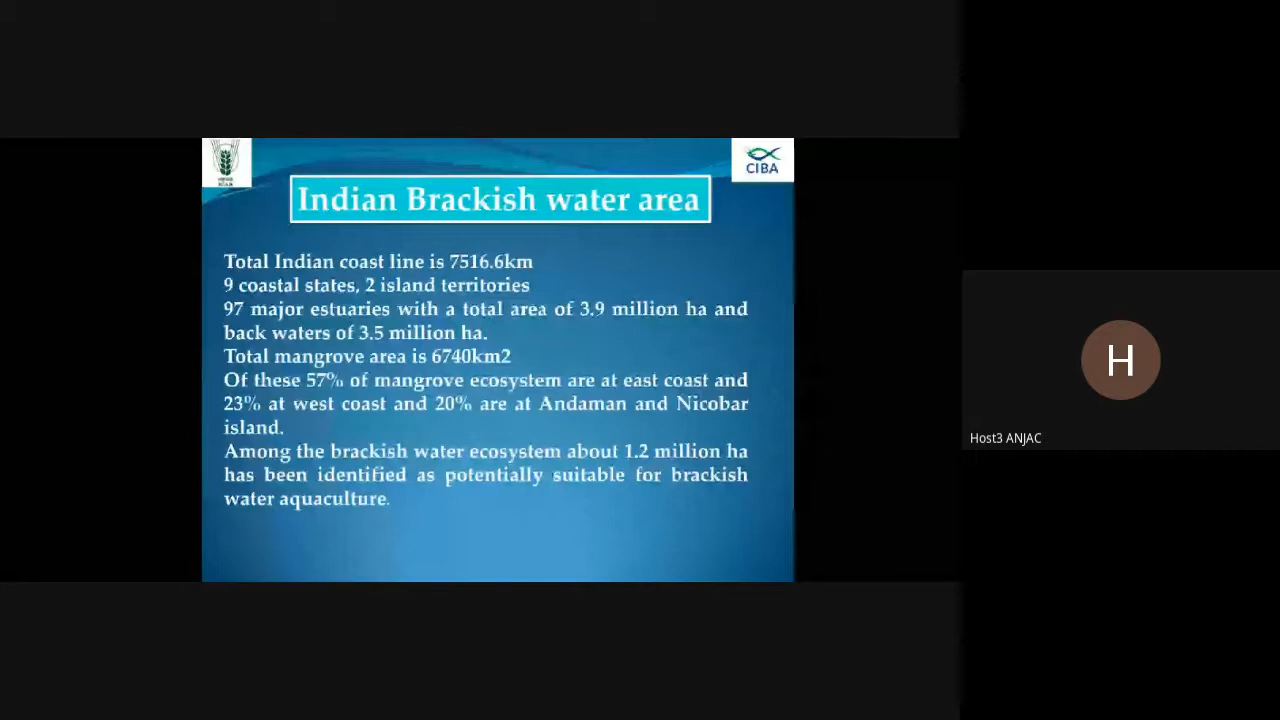 CIBA
Indian Brackish water area
Total Indian coast line is 7516.6km
9 coastal states, 2 island territories
97 major estuaries with a total area of 3.9 million ha and
back waters of 3.5 million ha.
Total mangrove area is 6740km2
Of these 57% of mangrove ecosystem are at east coast and
23% at west coast and 20% are at Andaman and Nicobar
island.
Among the brackish water ecosystem about 1.2 million ha
has been identified as potentially suitable for brackish
water aquaculture.
H
Host3 ANJAC